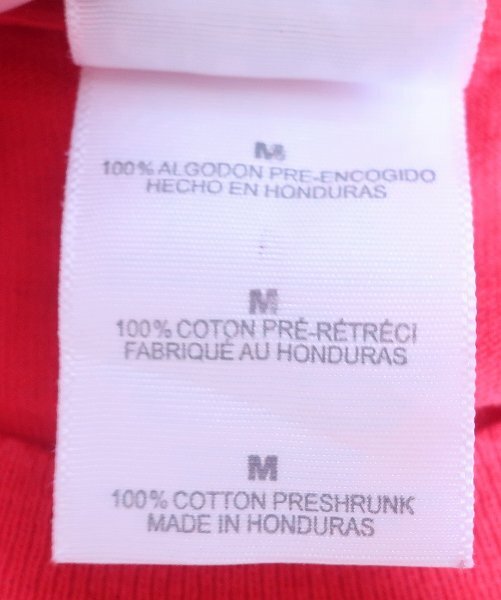 M
100% ALGODON PRE-ENCOGIDO
HECHO EN HONDURAS
M
100% COTON PRÉ-RÉTRÉCI
FABRIQUÉ AU HONDURAS
M
100% COTTON PRESHRUNK
MADE IN HONDURAS